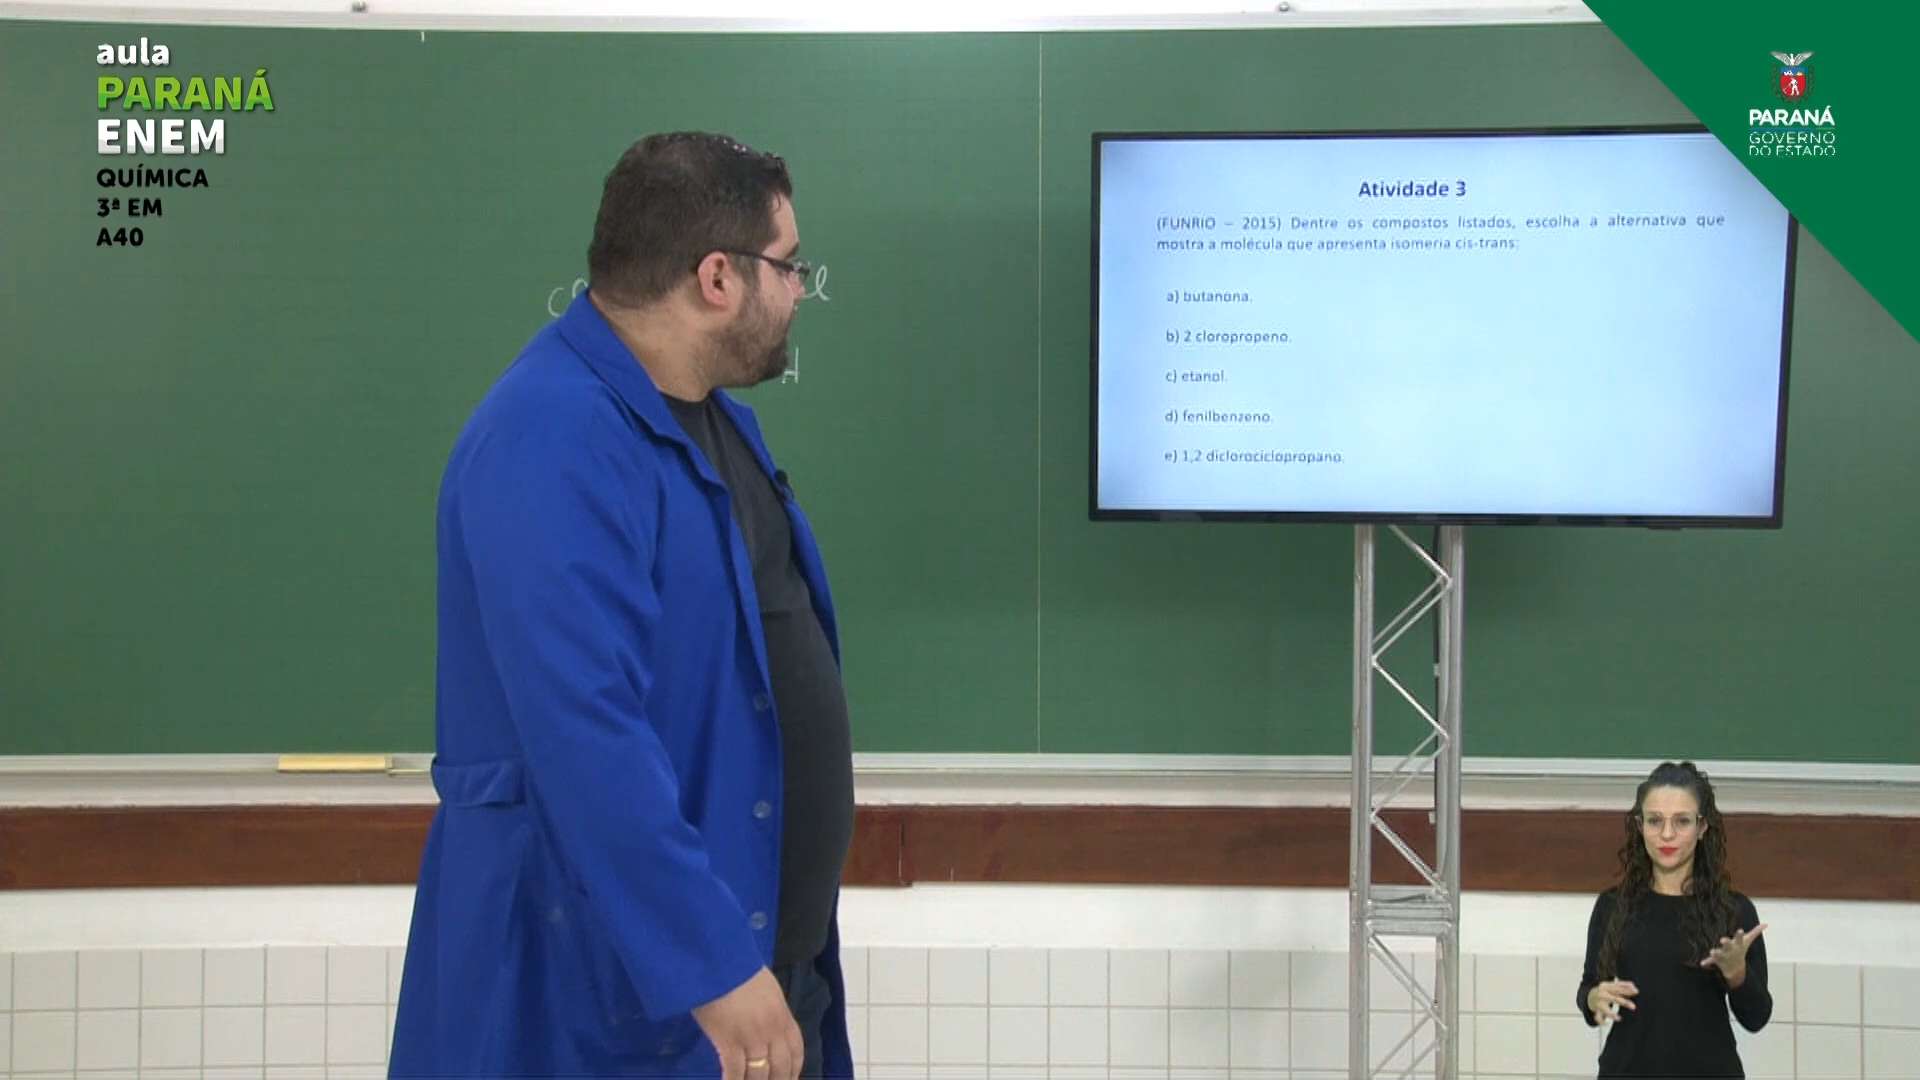 aula
PARANÁ
ENEM
QUÍMICA
3ª EM
A40
PARANÁ
GOVERNO
DO ESTADO
Atividade 3
(FUNRIO – 2015) Dentre os compostos listados, escolha a alternativa que
mostra a molécula que apresenta isomeria cis-trans:
a) butanona.
b) 2 cloropropeno.
c) etanol.
d) fenilbenzeno.
e) 1,2 diclorociclopropano.